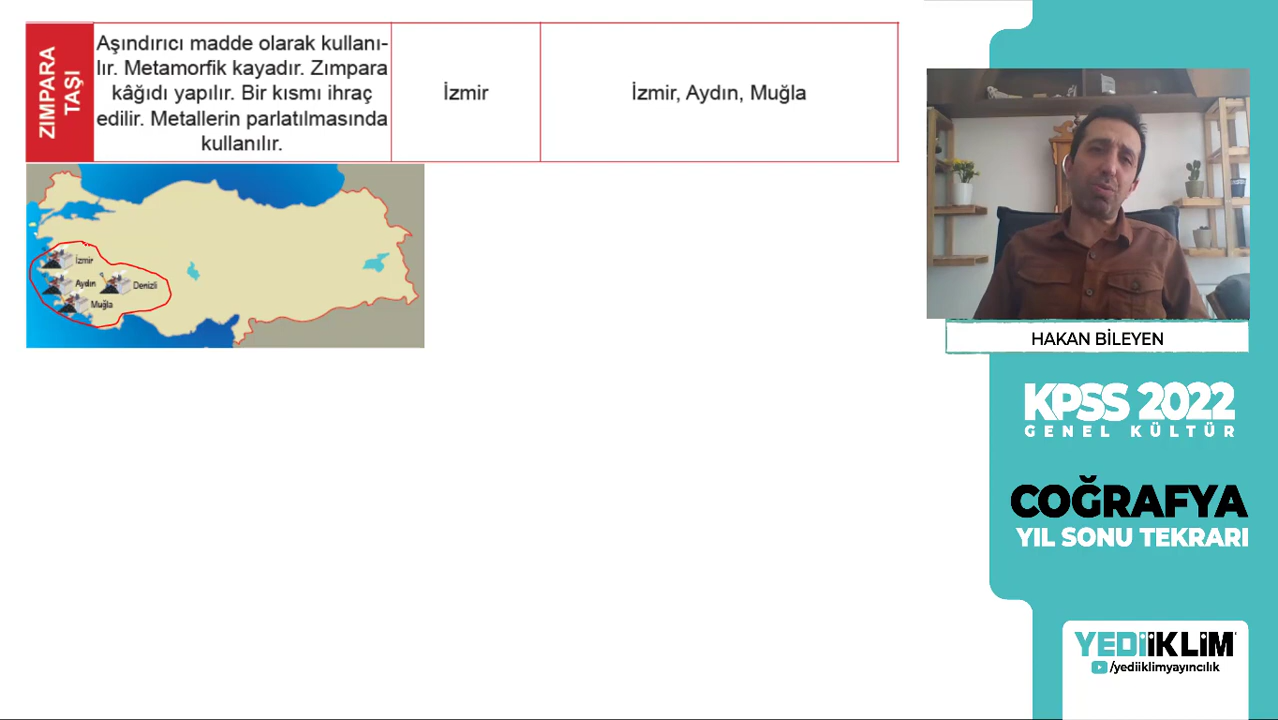 ZIMPARA
TAŞI
Aşındırıcı madde olarak kullanı-
lır. Metamorfik kayadır. Zımpara
kâğıdı yapılır. Bir kısmı ihraç
edilir. Metallerin parlatılmasında
kullanılır.
İzmir
İzmir, Aydın, Muğla
İzmir
Aydın
Denizli
Muğla
HAKAN BİLEYEN
KPSS 2022
GENEL KÜLTÜR
COĞRAFYA
YIL SONU TEKRARI
YEDİİKLİM
/yediiklimyayıncılık